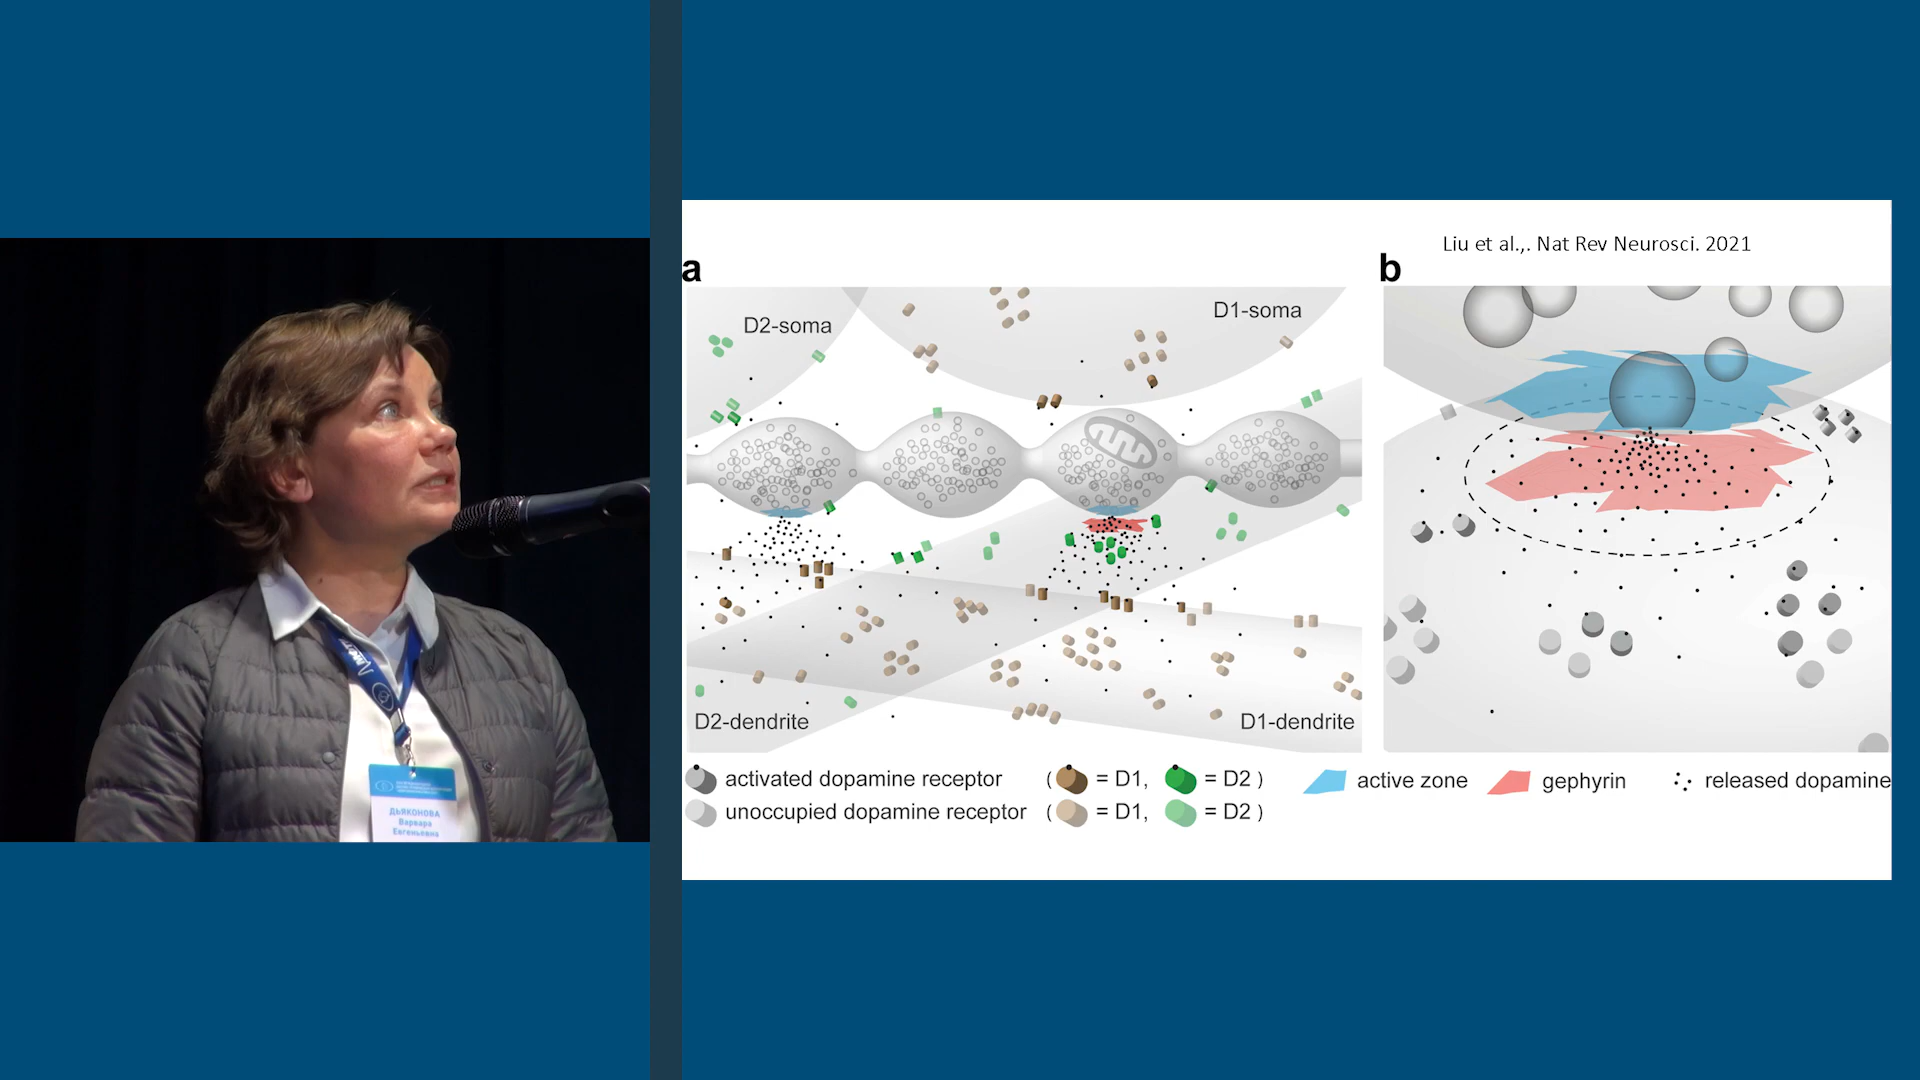 ДЬЯКОНОВА
Варвара
Евгеньевна
Liu et al.,. Nat Rev Neurosci. 2021
a
b
D2-soma
D1-soma
D2-dendrite
D1-dendrite
activated dopamine receptor ( = D1, = D2 )
unoccupied dopamine receptor ( = D1, = D2 )
active zone
gephyrin
released dopamine